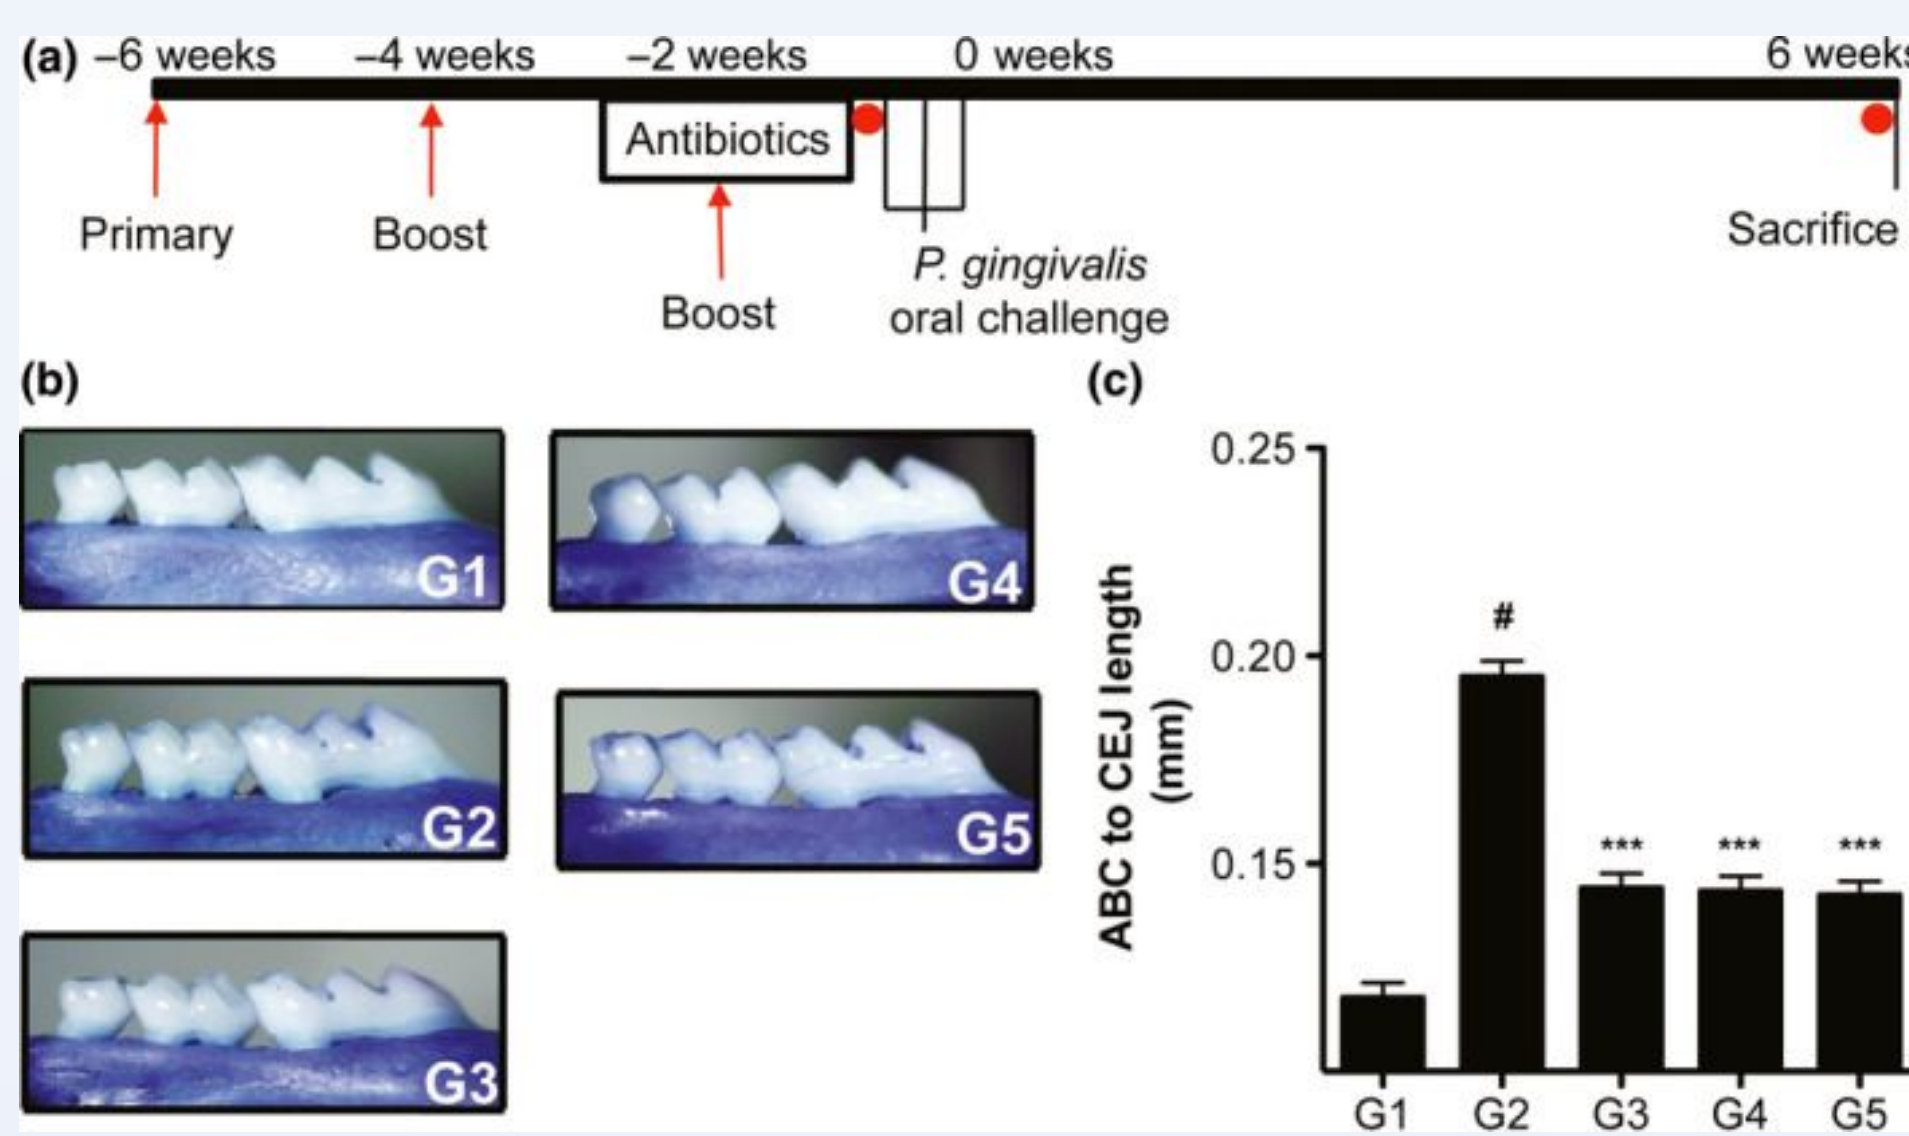 (a) –6 weeks –4 weeks –2 weeks 0 weeks 6 weeks
Antibiotics
Primary Boost Sacrifice
Boost
P. gingivalis
oral challenge
(b)
G1
G4
G2
G5
G3
(c)
ABC to CEJ length
(mm)
0.25
0.20
0.15
#
*** *** ***
G1 G2 G3 G4 G5